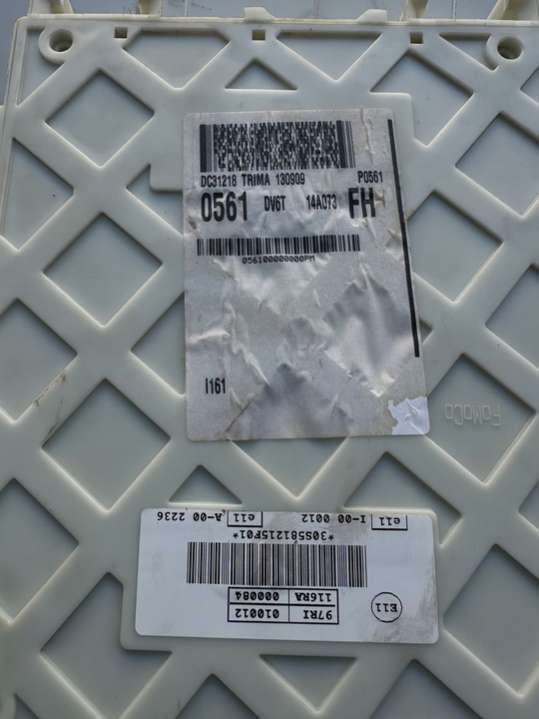 DC31218 TRIMA 130909 P0561
0561 DV6T 14A073 FH
056100000000PM
I161
FoMoCo
E11
97RI 010012
116RA 000084
*30S581215F01*
e11 I-00 0012 e11 A-00 2236